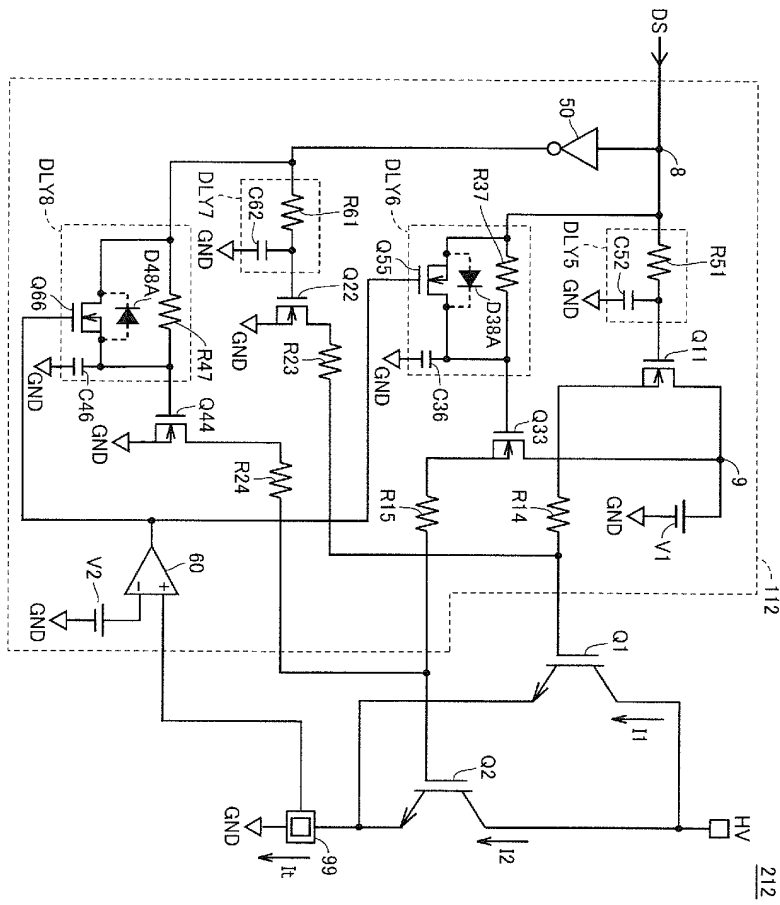 212
HV
112
V1
GND
9
Q1
I1
I2
Q2
99
It
GND
DS
8
R51
C52
DLY5
GND
Q11
R14
50
R37
DLY6
Q55
D38A
C36
GND
Q33
R15
R61
C62
DLY7
GND
Q22
GND
R23
R47
DLY8
D48A
Q66
C46
GND
Q44
GND
R24
60
+
−
V2
GND